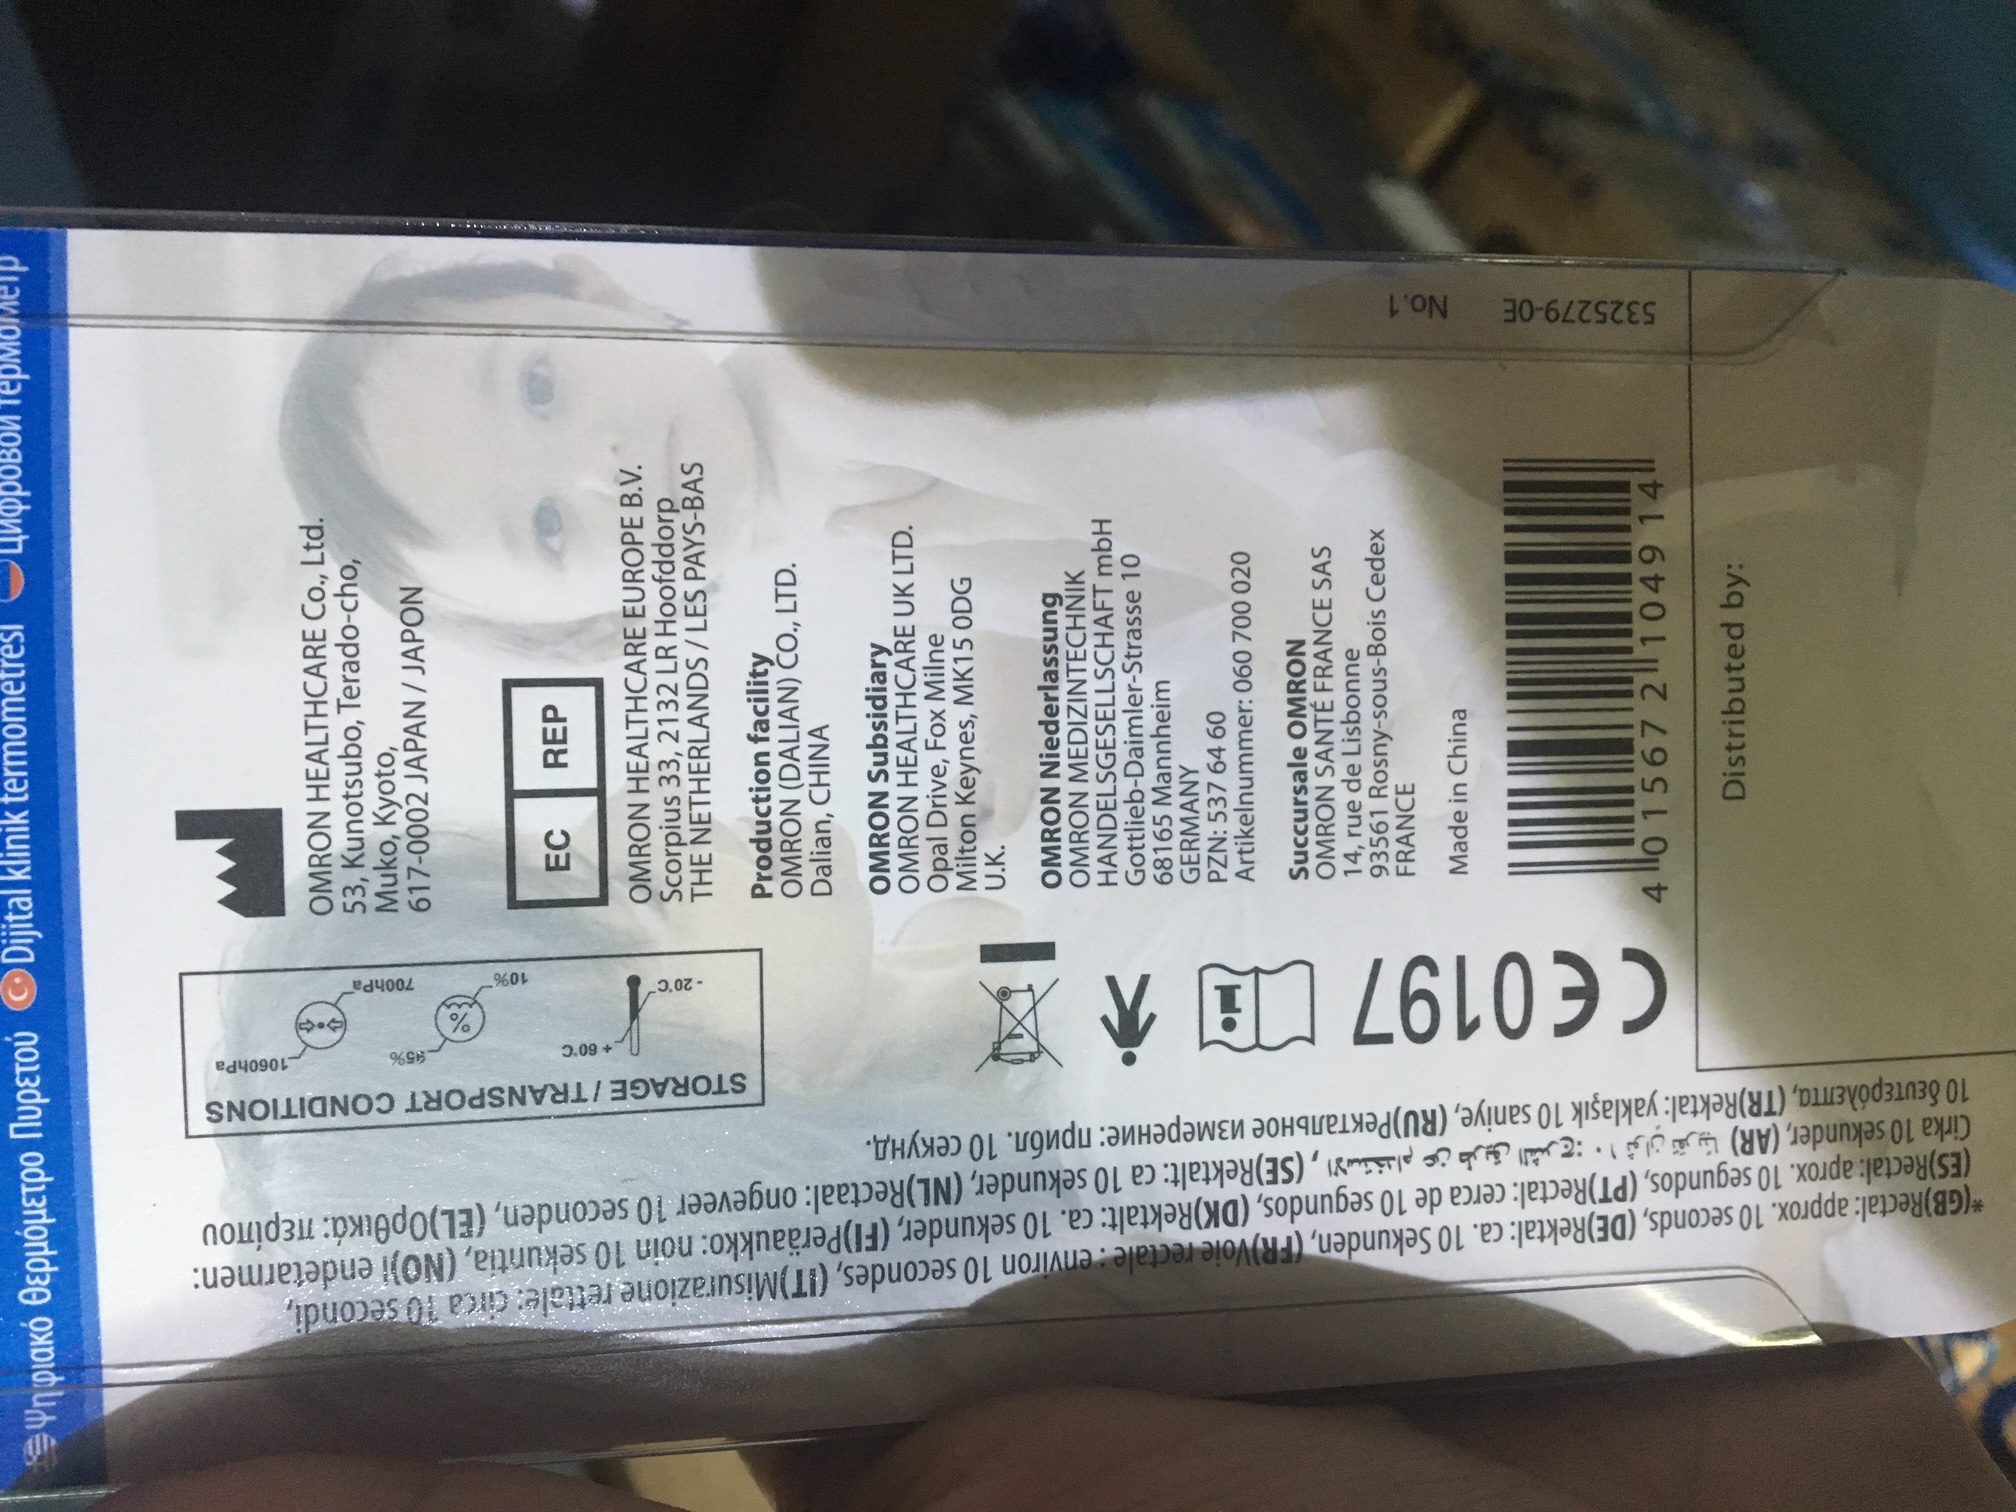 Ψηφιακό Θερμόμετρο Πυρετού Dijital klinik termometresi Цифровой термометр
STORAGE / TRANSPORT CONDITIONS
1060hPa
700hPa
95%
10%
%
+ 60°C
- 20°C
OMRON HEALTHCARE Co., Ltd.
53, Kunotsubo, Terado-cho,
Muko, Kyoto,
617-0002 JAPAN / JAPON
EC REP
OMRON HEALTHCARE EUROPE B.V.
Scorpius 33, 2132 LR Hoofddorp
THE NETHERLANDS / LES PAYS-BAS
Production facility
OMRON (DALIAN) CO., LTD.
Dalian, CHINA
OMRON Subsidiary
OMRON HEALTHCARE UK LTD.
Opal Drive, Fox Milne
Milton Keynes, MK15 0DG
U.K.
OMRON Niederlassung
OMRON MEDIZINTECHNIK
HANDELSGESELLSCHAFT mbH
Gottlieb-Daimler-Strasse 10
68165 Mannheim
GERMANY
PZN: 537 64 60
Artikelnummer: 060 700 020
Succursale OMRON
OMRON SANTÉ FRANCE SAS
14, rue de Lisbonne
93561 Rosny-sous-Bois Cedex
FRANCE
Made in China
4 015672 104914
Distributed by:
CE0197
i
*(GB)Rectal: approx. 10 seconds, (DE)Rektal: ca. 10 Sekunden, (FR)Voie rectale : environ 10 secondes, (IT)Misurazione rettale: circa 10 secondi,
(ES)Rectal: aprox. 10 segundos, (PT)Rectal: cerca de 10 segundos, (DK)Rektalt: ca. 10 sekunder, (FI)Peräaukko: noin 10 sekuntia, (NO)I endetarmen:
Cirka 10 sekunder, (AR) الاستخدام عن طريق الشرج: ١٠ ثوان تقريبا, (SE)Rektalt: ca 10 sekunder, (NL)Rectaal: ongeveer 10 seconden, (EL)Ορθικά: περίπου
10 δευτερόλεπτα, (TR)Rektal: yaklaşık 10 saniye, (RU)Ректальное измерение: прибл. 10 секунд.
5325279-0E
No.1